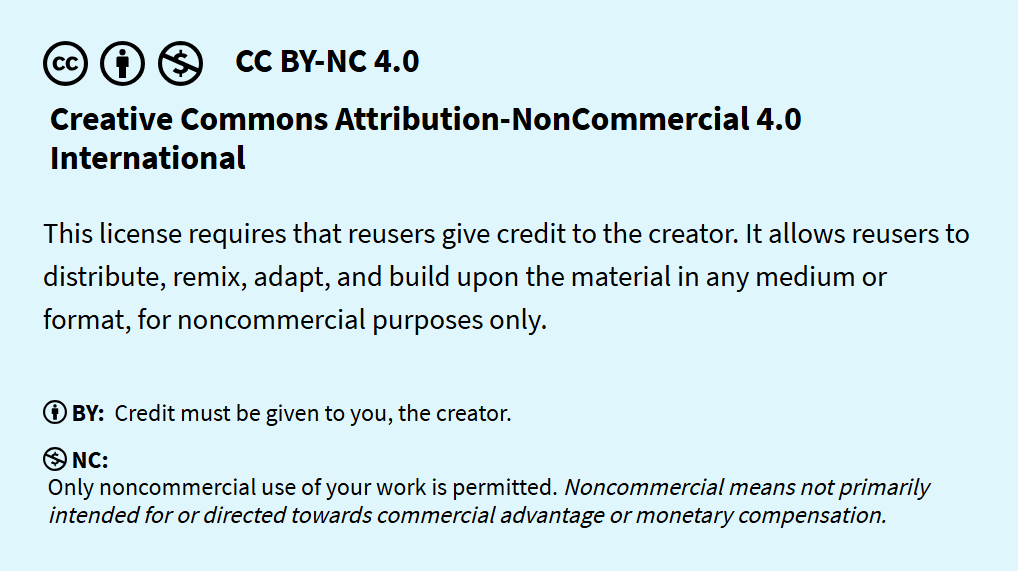 CC BY-NC 4.0
Creative Commons Attribution-NonCommercial 4.0
International
This license requires that reusers give credit to the creator. It allows reusers to
distribute, remix, adapt, and build upon the material in any medium or
format, for noncommercial purposes only.
BY: Credit must be given to you, the creator.
NC:
Only noncommercial use of your work is permitted. Noncommercial means not primarily
intended for or directed towards commercial advantage or monetary compensation.